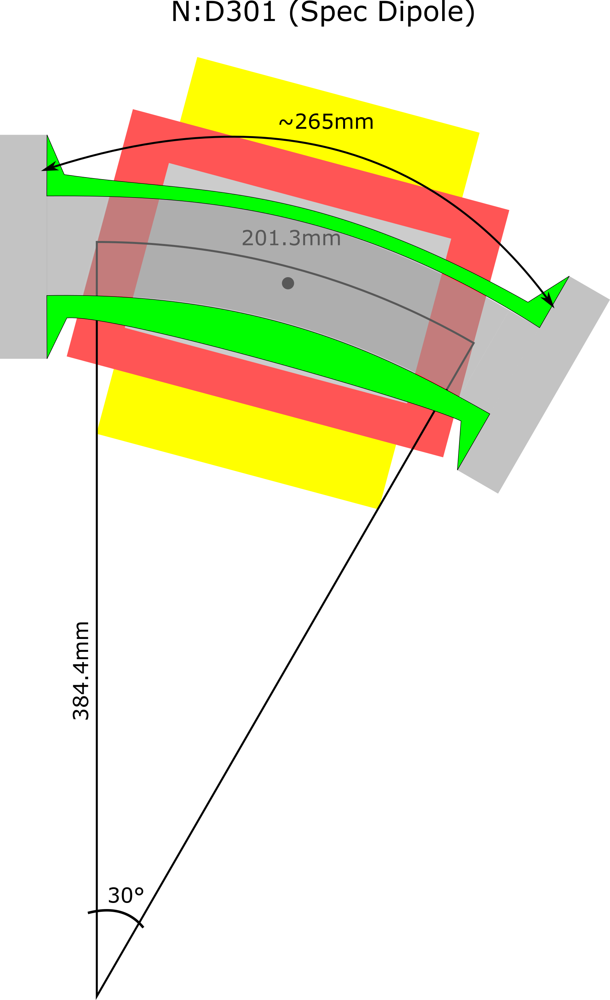 N:D301 (Spec Dipole)
~265mm
201.3mm
384.4mm
30°